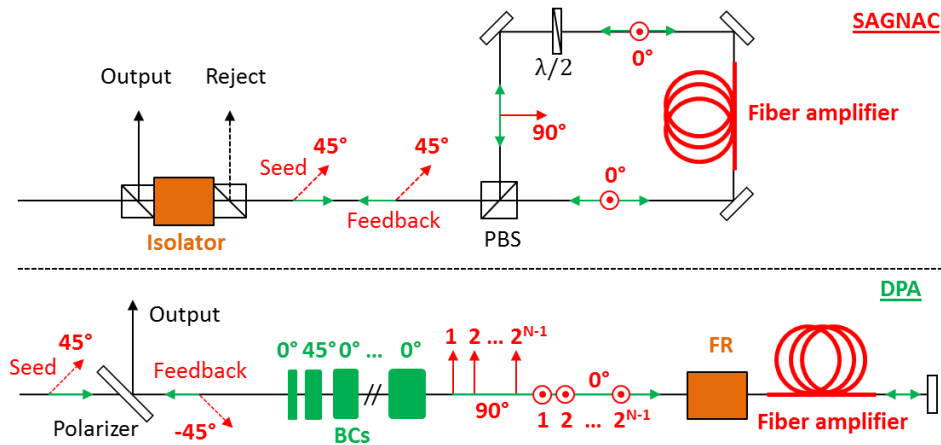 SAGNAC
Output
Reject
λ/2
0°
Fiber amplifier
90°
45°
45°
Seed
0°
Feedback
Isolator
PBS
DPA
Output
45°
Seed
Feedback
0° 45° 0° ... 0°
1 2 ... 2^N-1
FR
0°
90°
1 2 ... 2^N-1
-45°
Polarizer
BCs
Fiber amplifier